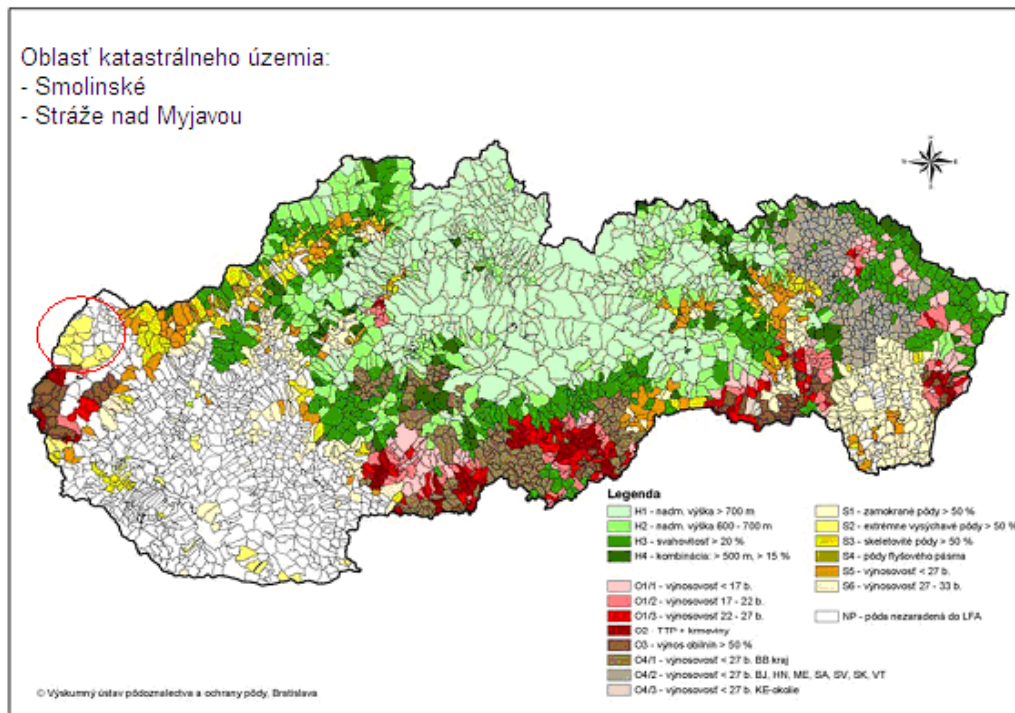 Oblasť katastrálneho územia:
- Smolinské
- Stráže nad Myjavou
Legenda
H1 - nadm. výška > 700 m
H2 - nadm. výška 600 - 700 m
H3 - svahovitosť > 20 %
H4 - kombinácia: > 500 m, > 15 %
O1/1 - výnosovosť < 17 b.
O1/2 - výnosovosť 17 - 22 b.
O1/3 - výnosovosť 22 - 27 b.
O2 - TTP + krmoviny
O3 - výnos obilnín > 50 %
O4/1 - výnosovosť < 27 b. BB kraj
O4/2 - výnosovosť < 27 b. BJ, HN, ME, SA, SV, SK, VT
O4/3 - výnosovosť < 27 b. KE-okolie
S1 - zamokrané pôdy > 50 %
S2 - extrémne vysýchavé pôdy > 50 %
S3 - skeletovité pôdy > 50 %
S4 - pôdy flyšového pásma
S5 - výnosovosť < 27 b.
S6 - výnosovosť 27 - 33 b.
NP - pôda nezaradená do LFA
© Výskumný ústav pôdoznalectva a ochrany pôdy, Bratislava